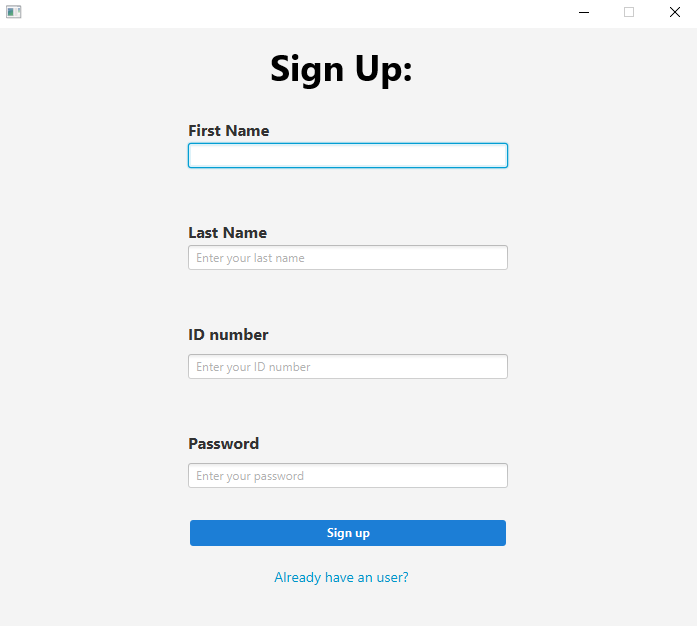 Sign Up:
First Name
Last Name
Enter your last name
ID number
Enter your ID number
Password
Enter your password
Sign up
Already have an user?